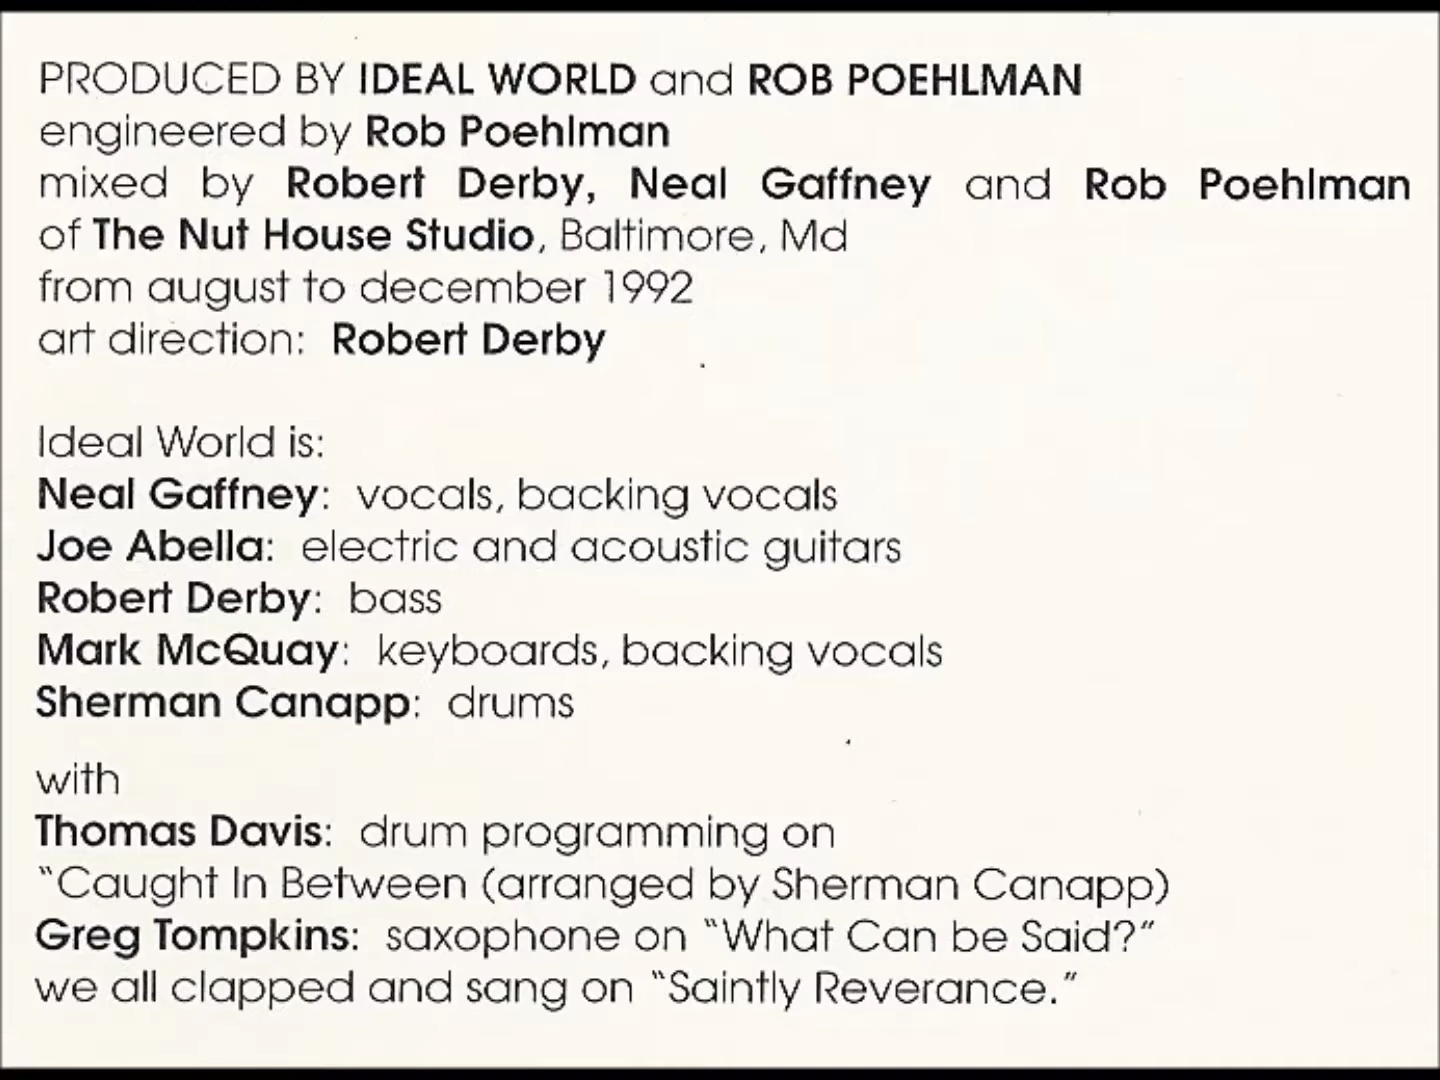 PRODUCED BY IDEAL WORLD and ROB POEHLMAN
engineered by Rob Poehlman
mixed by Robert Derby, Neal Gaffney and Rob Poehlman
of The Nut House Studio, Baltimore, Md
from august to december 1992
art direction: Robert Derby
Ideal World is:
Neal Gaffney: vocals, backing vocals
Joe Abella: electric and acoustic guitars
Robert Derby: bass
Mark McQuay: keyboards, backing vocals
Sherman Canapp: drums
with
Thomas Davis: drum programming on
“Caught In Between (arranged by Sherman Canapp)
Greg Tompkins: saxophone on “What Can be Said?”
we all clapped and sang on “Saintly Reverance.”